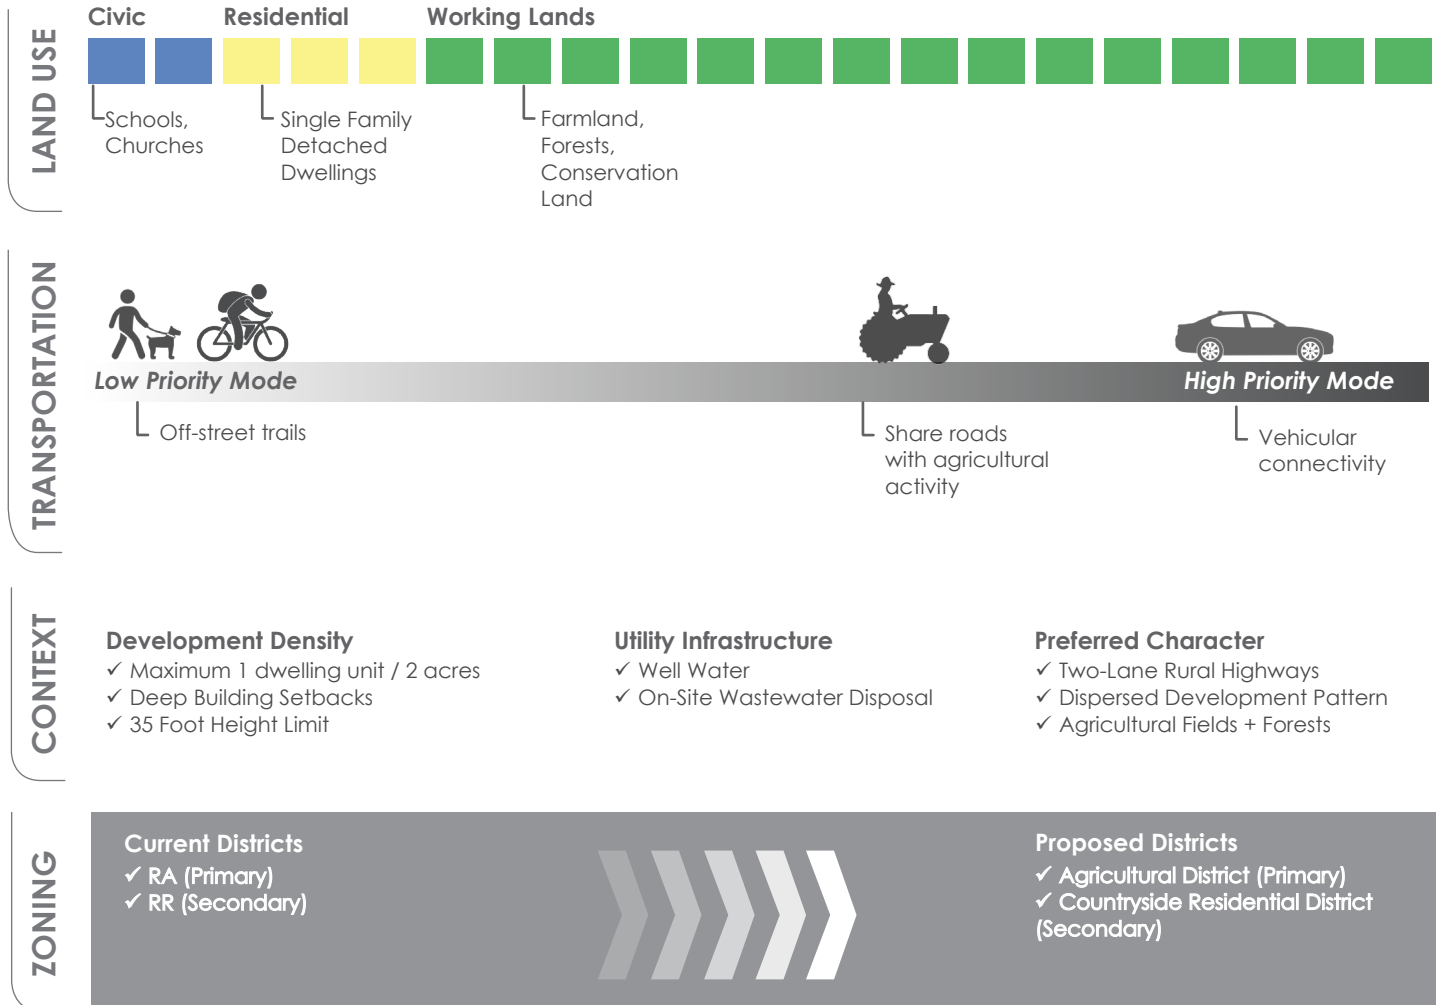 LAND USE
Civic
Residential
Working Lands
Schools,
Churches
Single Family
Detached
Dwellings
Farmland,
Forests,
Conservation
Land
TRANSPORTATION
Low Priority Mode
High Priority Mode
Off-street trails
Share roads
with agricultural
activity
Vehicular
connectivity
CONTEXT
Development Density
✓ Maximum 1 dwelling unit / 2 acres
✓ Deep Building Setbacks
✓ 35 Foot Height Limit
Utility Infrastructure
✓ Well Water
✓ On-Site Wastewater Disposal
Preferred Character
✓ Two-Lane Rural Highways
✓ Dispersed Development Pattern
✓ Agricultural Fields + Forests
ZONING
Current Districts
✓ RA (Primary)
✓ RR (Secondary)
Proposed Districts
✓ Agricultural District (Primary)
✓ Countryside Residential District
(Secondary)